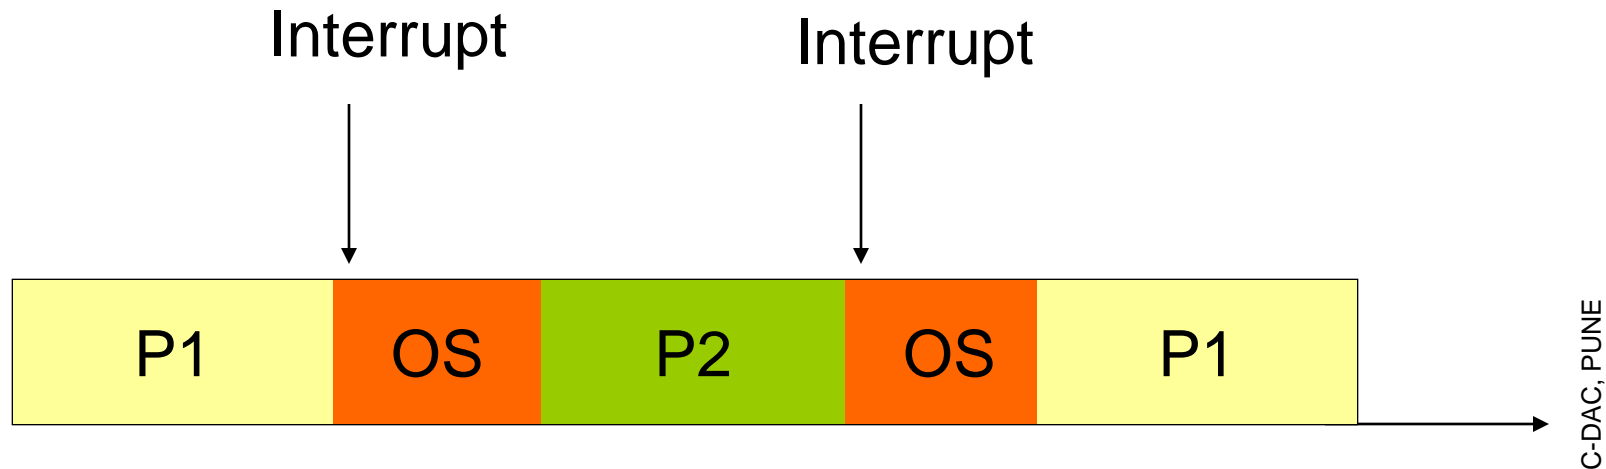 Interrupt
Interrupt
P1
OS
P2
OS
P1
C-DAC, PUNE